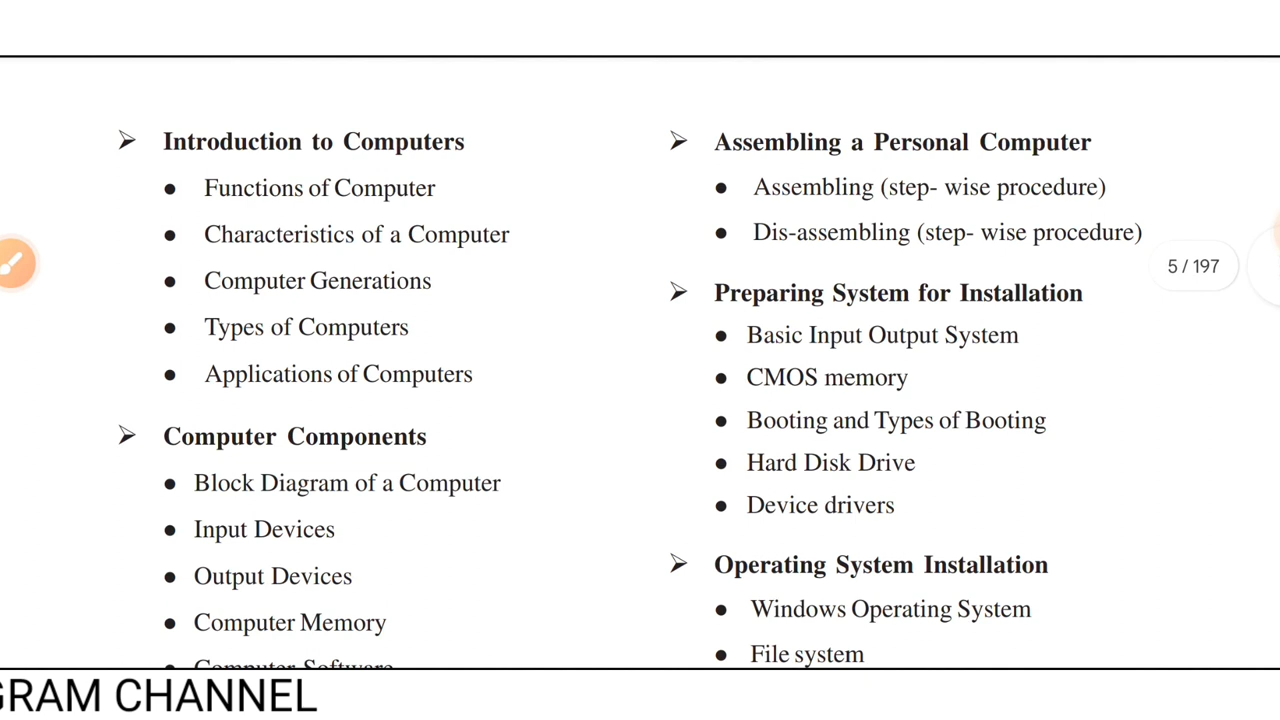 Introduction to Computers
● Functions of Computer
● Characteristics of a Computer
● Computer Generations
● Types of Computers
● Applications of Computers
Computer Components
● Block Diagram of a Computer
● Input Devices
● Output Devices
● Computer Memory
● Computer Software
Assembling a Personal Computer
● Assembling (step- wise procedure)
● Dis-assembling (step- wise procedure)
Preparing System for Installation
● Basic Input Output System
● CMOS memory
● Booting and Types of Booting
● Hard Disk Drive
● Device drivers
Operating System Installation
● Windows Operating System
● File system
5 / 197
GRAM CHANNEL